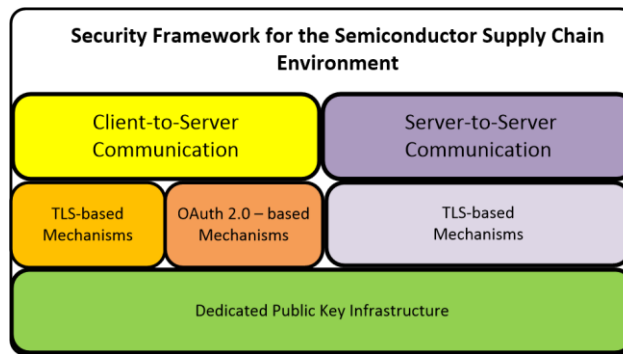 Security Framework for the Semiconductor Supply Chain
Environment
Client-to-Server
Communication
Server-to-Server
Communication
TLS-based
Mechanisms
OAuth 2.0 – based
Mechanisms
TLS-based
Mechanisms
Dedicated Public Key Infrastructure